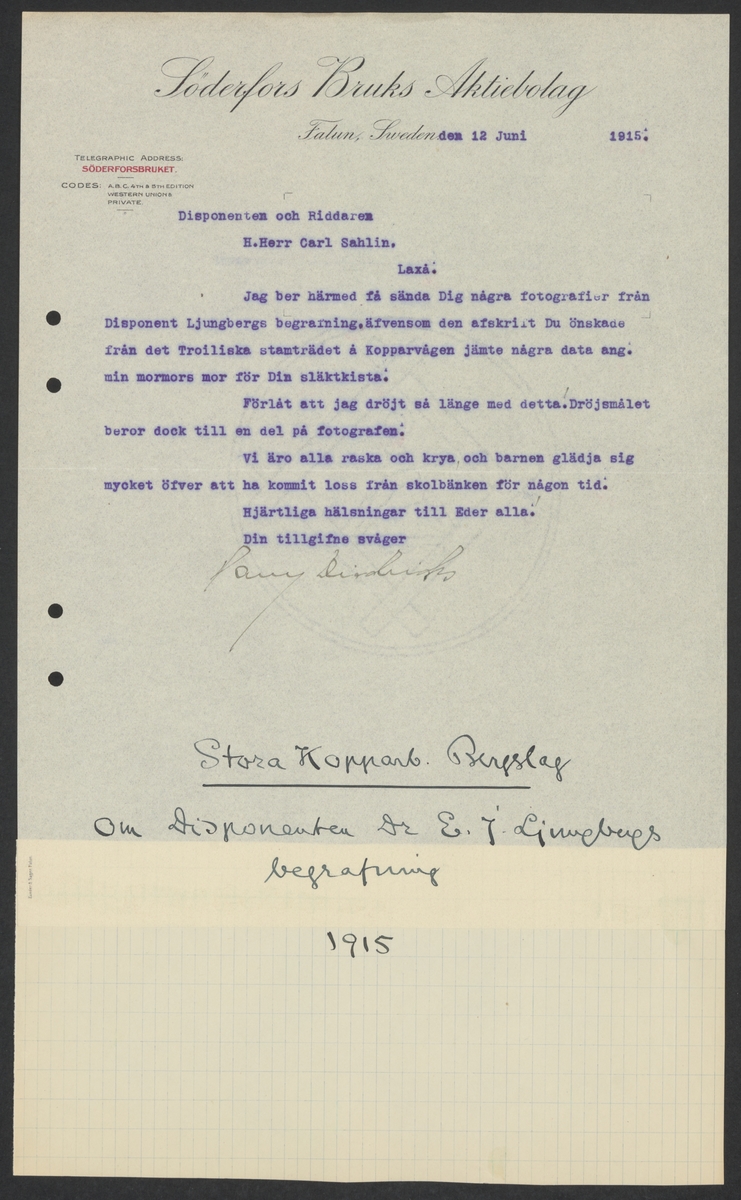 Söderfors Bruks Aktiebolag
Falun, Sweden den 12 Juni 1915.
TELEGRAPHIC ADDRESS:
SÖDERFORSBRUKET.
CODES: A.B.C. 4TH & 5TH EDITION
WESTERN UNIONS
PRIVATE.
Disponenten och Riddaren
H.Herr Carl Sahlin.
Laxå.
Jag ber härmed få sända Dig några fotografier från
Disponent Ljungbergs begrafning,äfvensom den afskrift Du önskade
från det Troiliska stamträdet å Kopparvågen jämte några data ang.
min mormors mor för Din släktkista.
Förlåt att jag dröjt så länge med detta!Dröjsmålet
beror dock till en del på fotografen.
Vi äro alla raska och krya,och barnen glädja sig
mycket öfver att ha kommit loss från skolbänken för någon tid.
Hjärtliga hälsningar till Eder alla!
Din tillgifne svåger
Stora Kopparb. Bergslag
Om Disponenten Dr E. J. Ljungbergs
begrafning
1915